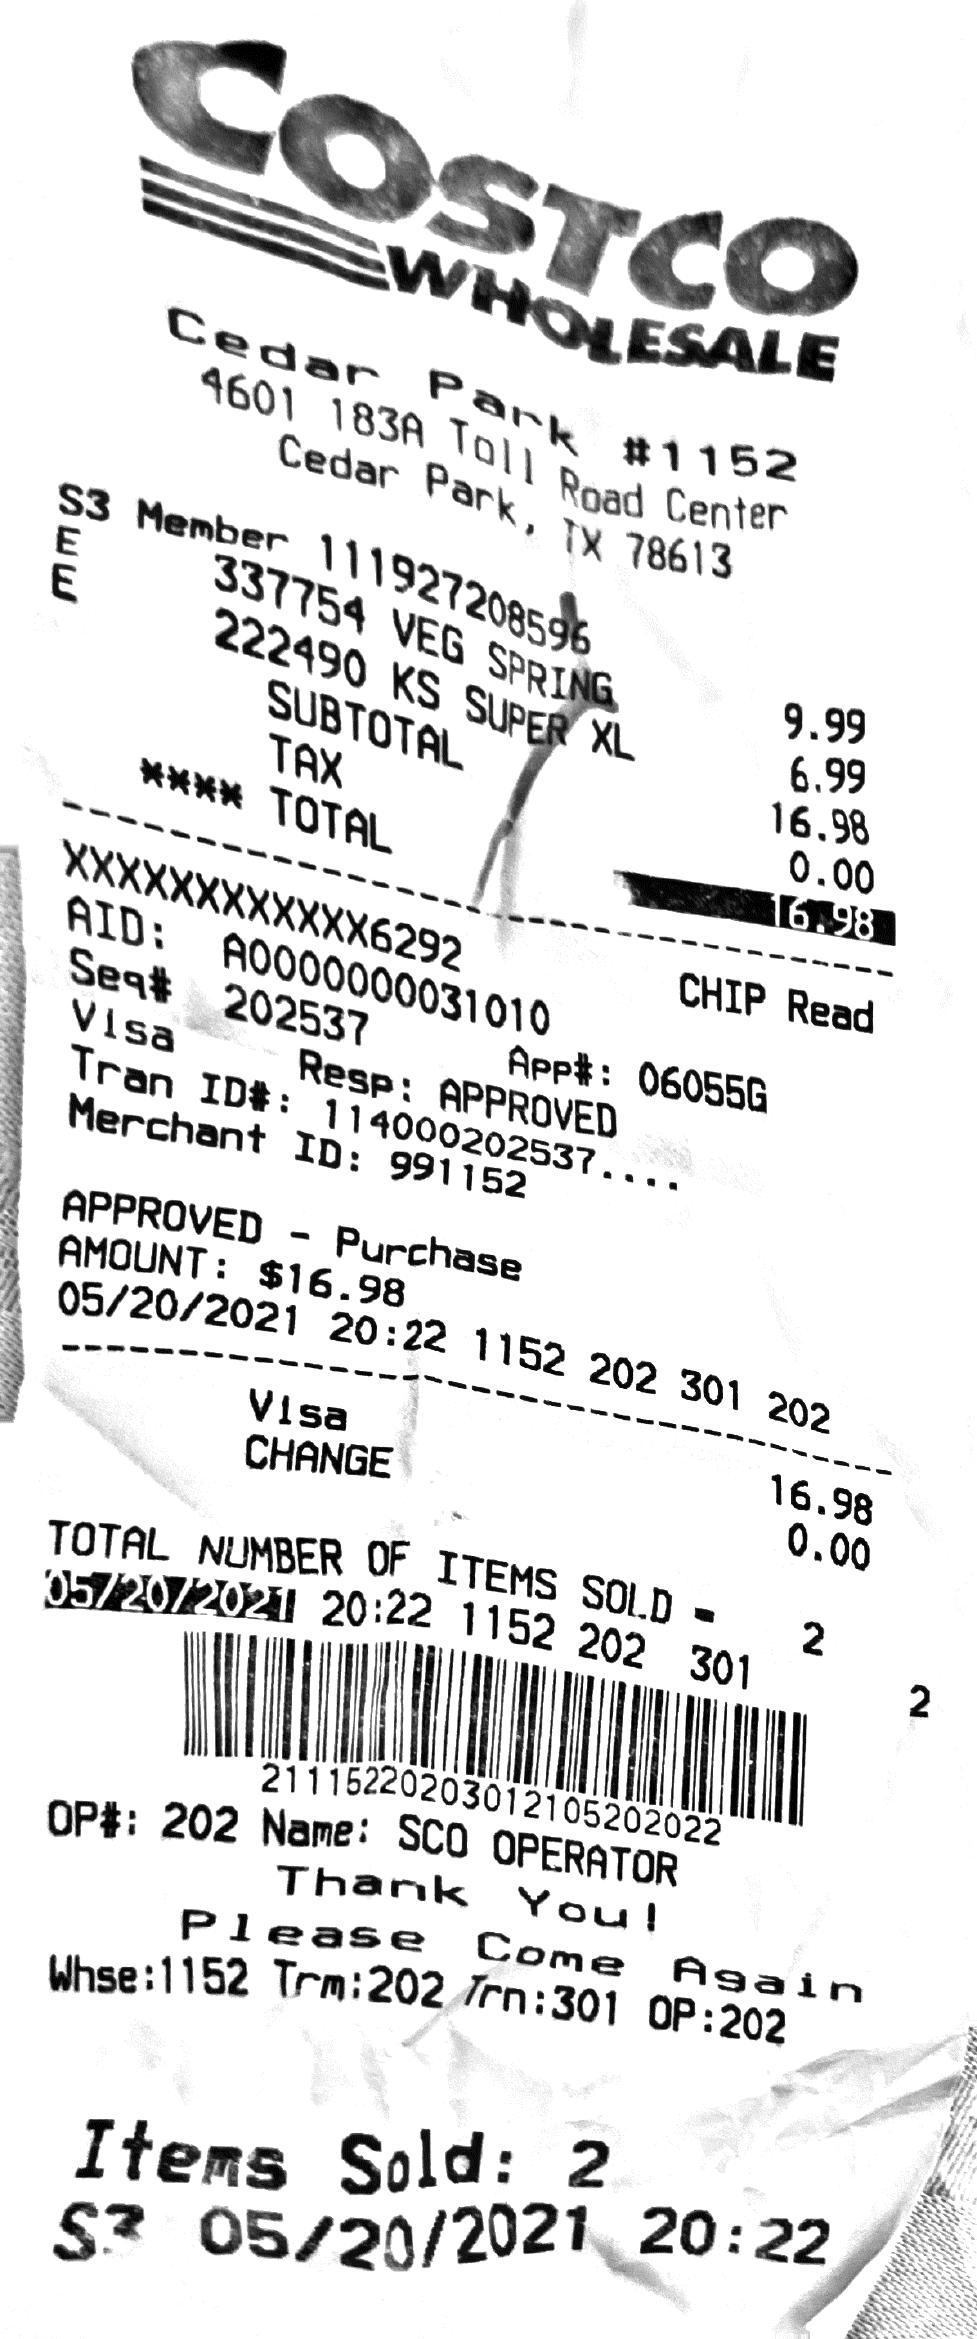 COSTCO
WHOLESALE
Cedar Park #1152
4601 183A Toll Road Center
Cedar Park, TX 78613
S3 Member 111927208596
E 337754 VEG SPRING 9.99
E 222490 KS SUPER XL 6.99
SUBTOTAL 16.98
TAX 0.00
**** TOTAL 16.98
XXXXXXXXXXXX6292 CHIP Read
AID: A0000000031010
Seq# 202537 App#: 06055G
Visa Resp: APPROVED
Tran ID#: 114000202537....
Merchant ID: 991152
APPROVED - Purchase
AMOUNT: $16.98
05/20/2021 20:22 1152 202 301 202
Visa 16.98
CHANGE 0.00
TOTAL NUMBER OF ITEMS SOLD = 2
05/20/2021 20:22 1152 202 301 2
21115220203012105202022
OP#: 202 Name: SCO OPERATOR
Thank You!
Please Come Again
Whse:1152 Trm:202 Trn:301 OP:202
Items Sold: 2
S3 05/20/2021 20:22